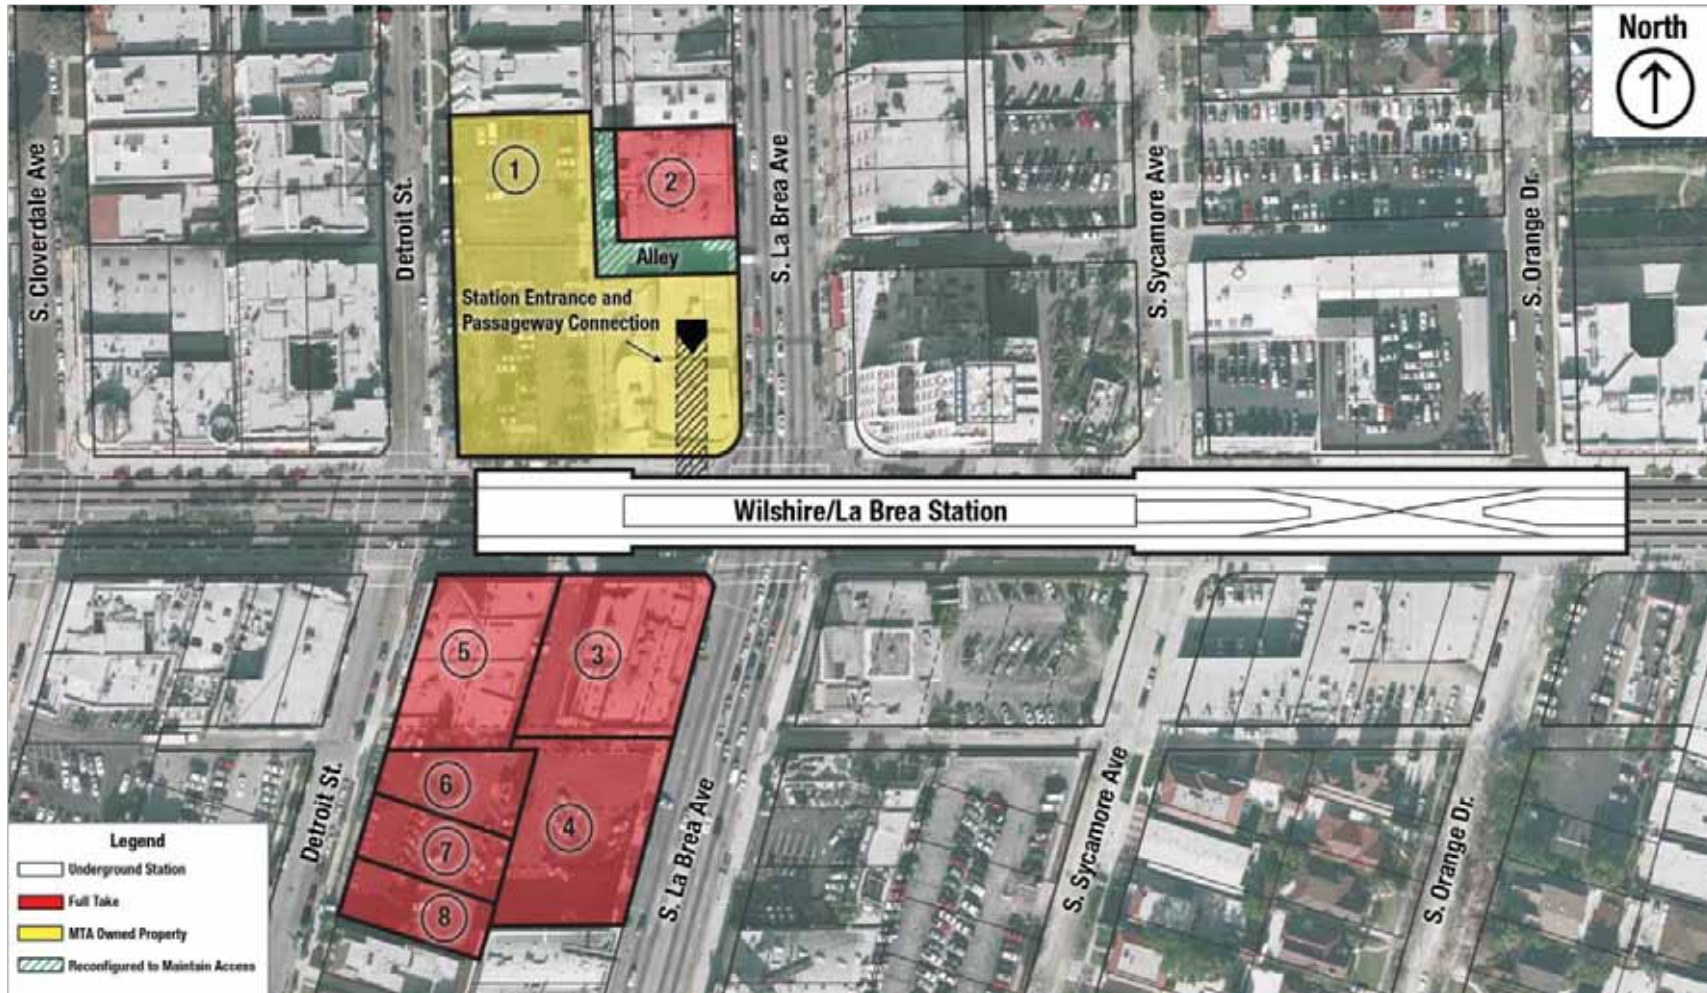 North
S. Cloverdale Ave
Detroit St.
1
2
Alley
S. La Brea Ave
S. Sycamore Ave
S. Orange Dr.
Station Entrance and
Passageway Connection
Wilshire/La Brea Station
5
3
6
7
4
8
Detroit St.
S. La Brea Ave
S. Sycamore Ave
S. Orange Dr.
Legend
Underground Station
Full Take
MTA Owned Property
Reconfigured to Maintain Access